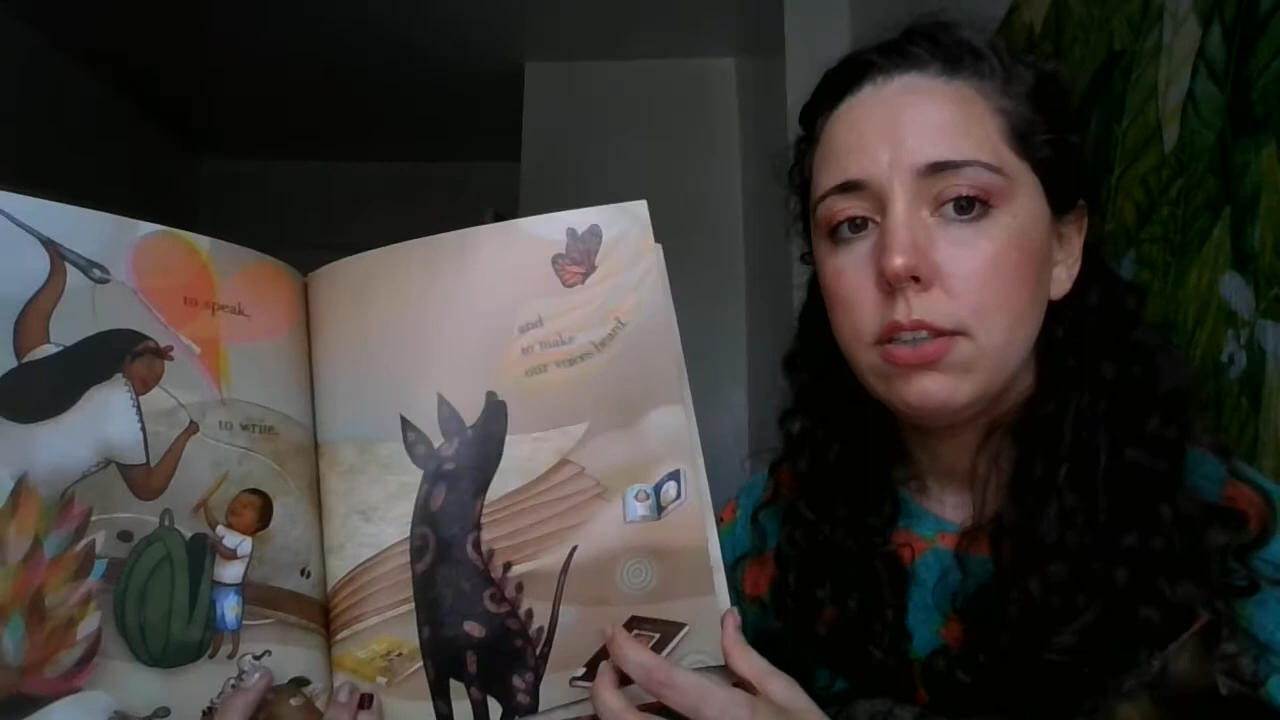 to speak,
to write,
and
to make
our voices heard